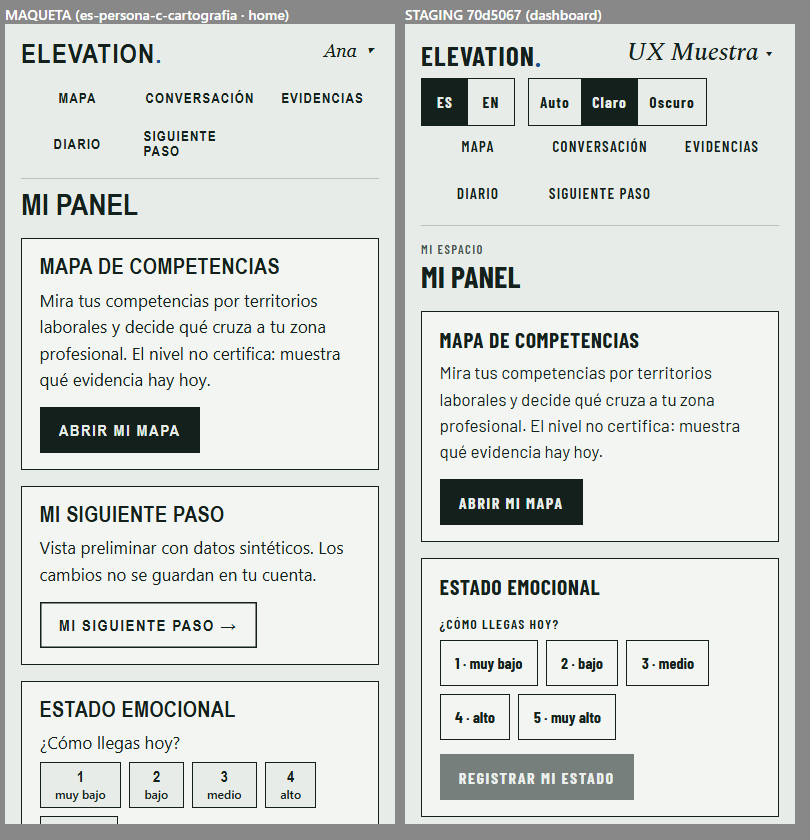 MAQUETA (es-persona-c-cartografia · home)
ELEVATION.
Ana ▾
MAPA CONVERSACIÓN EVIDENCIAS
DIARIO SIGUIENTE
PASO
MI PANEL
MAPA DE COMPETENCIAS
Mira tus competencias por territorios
laborales y decide qué cruza a tu zona
profesional. El nivel no certifica: muestra
qué evidencia hay hoy.
ABRIR MI MAPA
MI SIGUIENTE PASO
Vista preliminar con datos sintéticos. Los
cambios no se guardan en tu cuenta.
MI SIGUIENTE PASO →
ESTADO EMOCIONAL
¿Cómo llegas hoy?
1 2 3 4
muy bajo bajo medio alto
STAGING 70d5067 (dashboard)
ELEVATION.
UX Muestra ▾
ES EN Auto Claro Oscuro
MAPA CONVERSACIÓN EVIDENCIAS
DIARIO SIGUIENTE PASO
MI ESPACIO
MI PANEL
MAPA DE COMPETENCIAS
Mira tus competencias por territorios
laborales y decide qué cruza a tu zona
profesional. El nivel no certifica: muestra
qué evidencia hay hoy.
ABRIR MI MAPA
ESTADO EMOCIONAL
¿CÓMO LLEGAS HOY?
1 · muy bajo 2 · bajo 3 · medio
4 · alto 5 · muy alto
REGISTRAR MI ESTADO